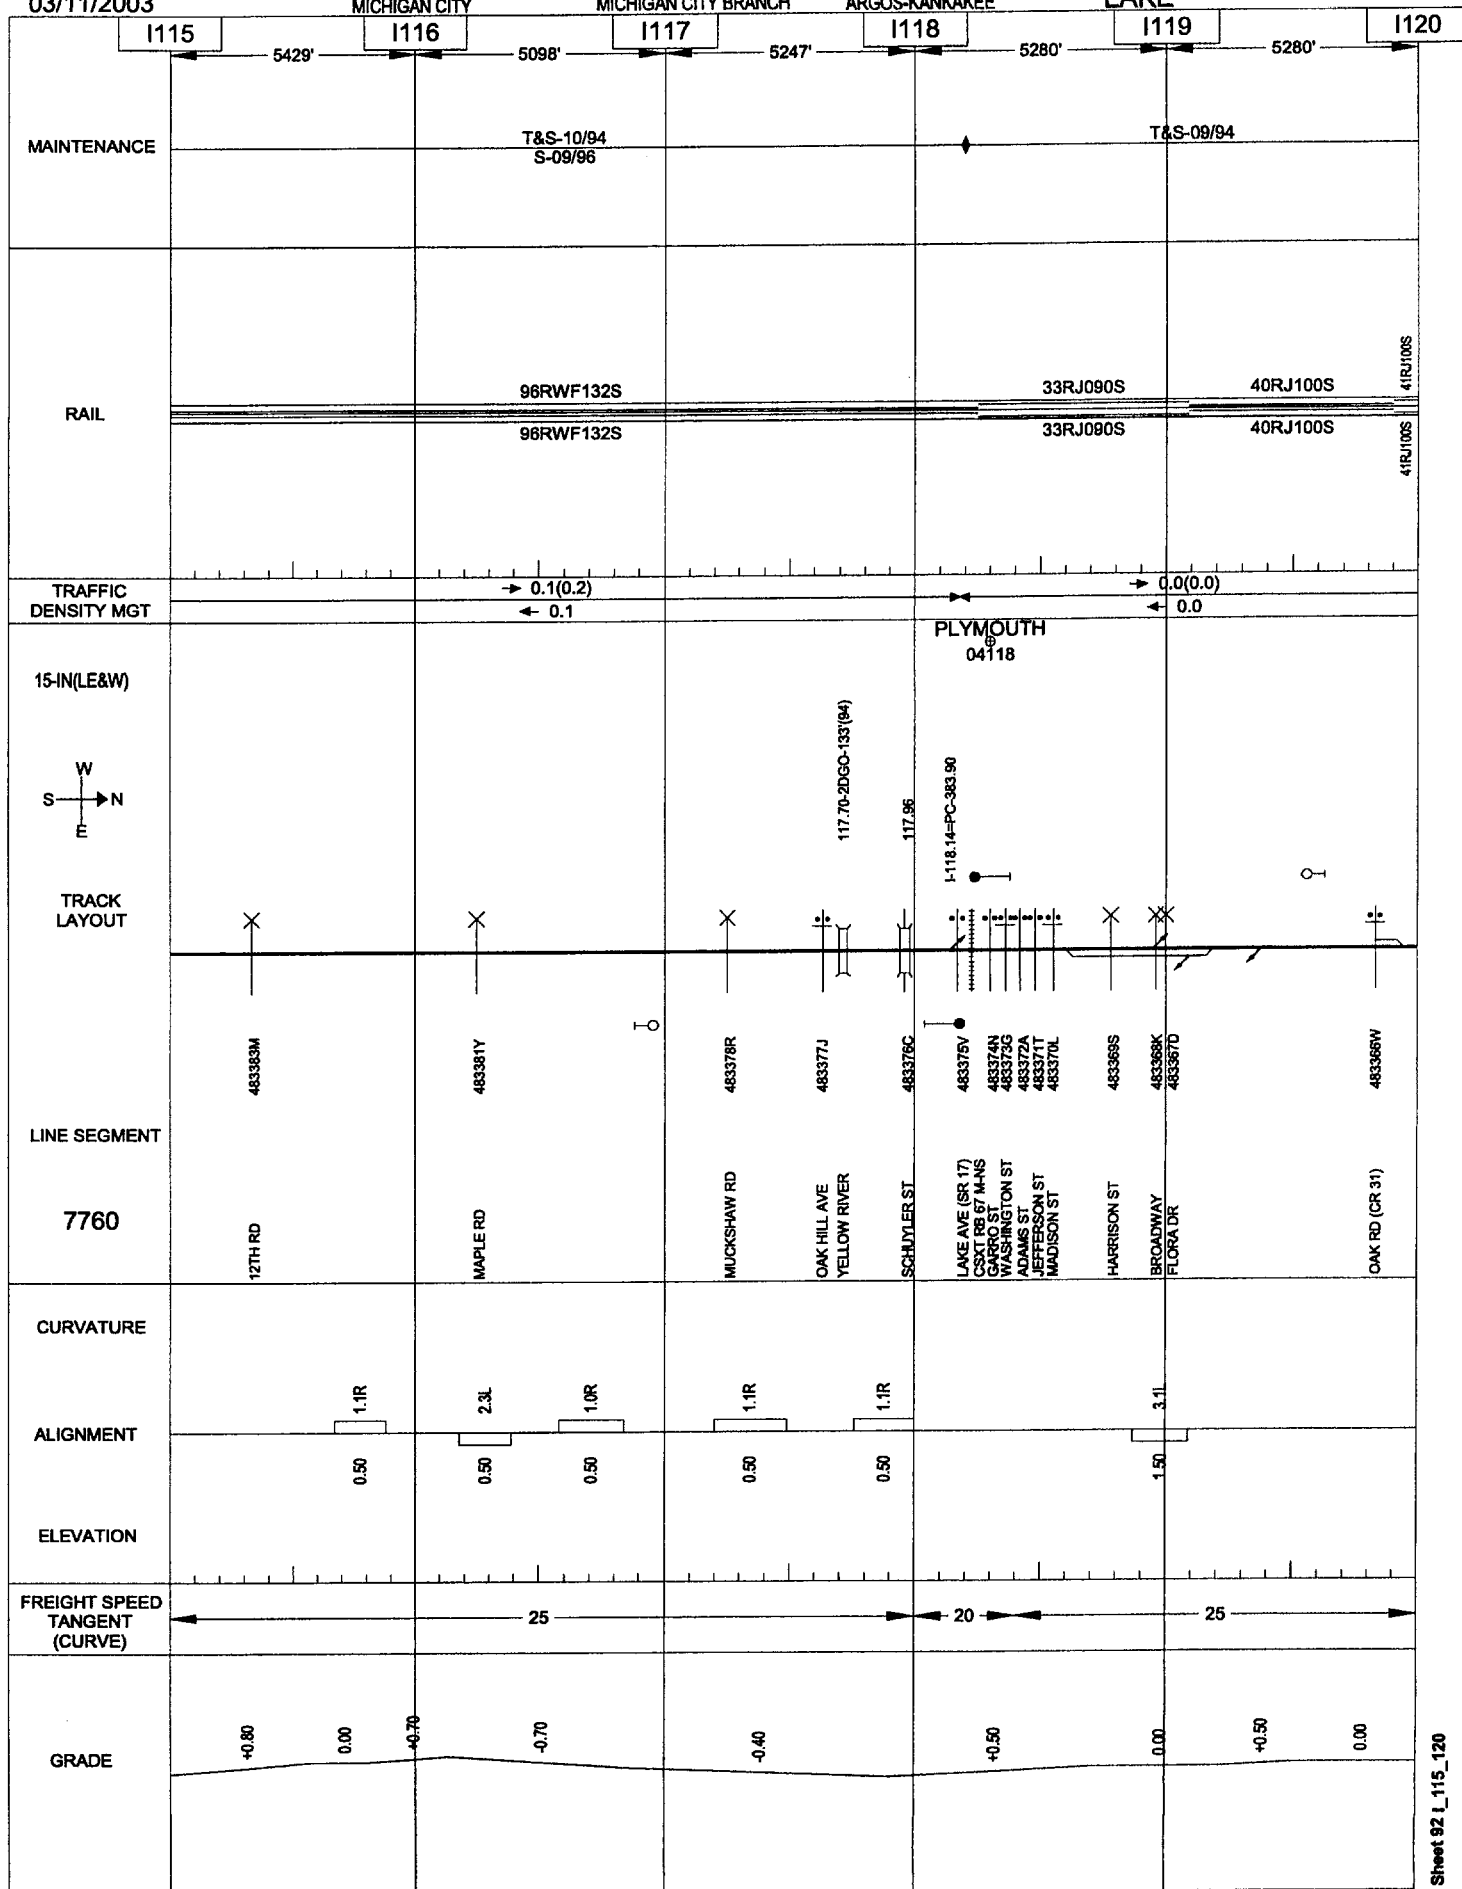 03/11/2003 MICHIGAN CITY MICHIGAN CITY BRANCH ARGOS-KANKAKEE LAKE
I115 I116 I117 I118 I119 I120
5429' 5098' 5247' 5280' 5280'
MAINTENANCE
T&S-10/94
S-09/96
T&S-09/94
RAIL
96RWF132S 33RJ090S 40RJ100S 41RJ100S
96RWF132S 33RJ090S 40RJ100S 41RJ100S
TRAFFIC
DENSITY MGT
→ 0.1(0.2) → 0.0(0.0)
← 0.1 ← 0.0
PLYMOUTH
04118
15-IN(LE&W)
W
S N
E
117.70-2DGO-133'(94)
117.96
I-118.14=PC-383.90
TRACK
LAYOUT
483383M
483381Y
483378R
483377J
483376C
483375V
483374N
483373G
483372A
483371T
483370L
483369S
483368K
483367D
483366W
LINE SEGMENT
7760
12TH RD
MAPLE RD
MUCKSHAW RD
OAK HILL AVE
YELLOW RIVER
SCHUYLER ST
LAKE AVE (SR 17)
CSXT RB 67 M-NS
GARRO ST
WASHINGTON ST
ADAMS ST
JEFFERSON ST
MADISON ST
HARRISON ST
BROADWAY
FLORA DR
OAK RD (CR 31)
CURVATURE
1.1R 2.3L 1.0R 1.1R 1.1R 3.1L
ALIGNMENT
0.50 0.50 0.50 0.50 0.50 1.50
ELEVATION
FREIGHT SPEED
TANGENT
(CURVE)
25 20 25
GRADE
+0.80 0.00 +0.70 -0.70 -0.40 +0.50 0.00 +0.50 0.00
Sheet 92 I_115_120